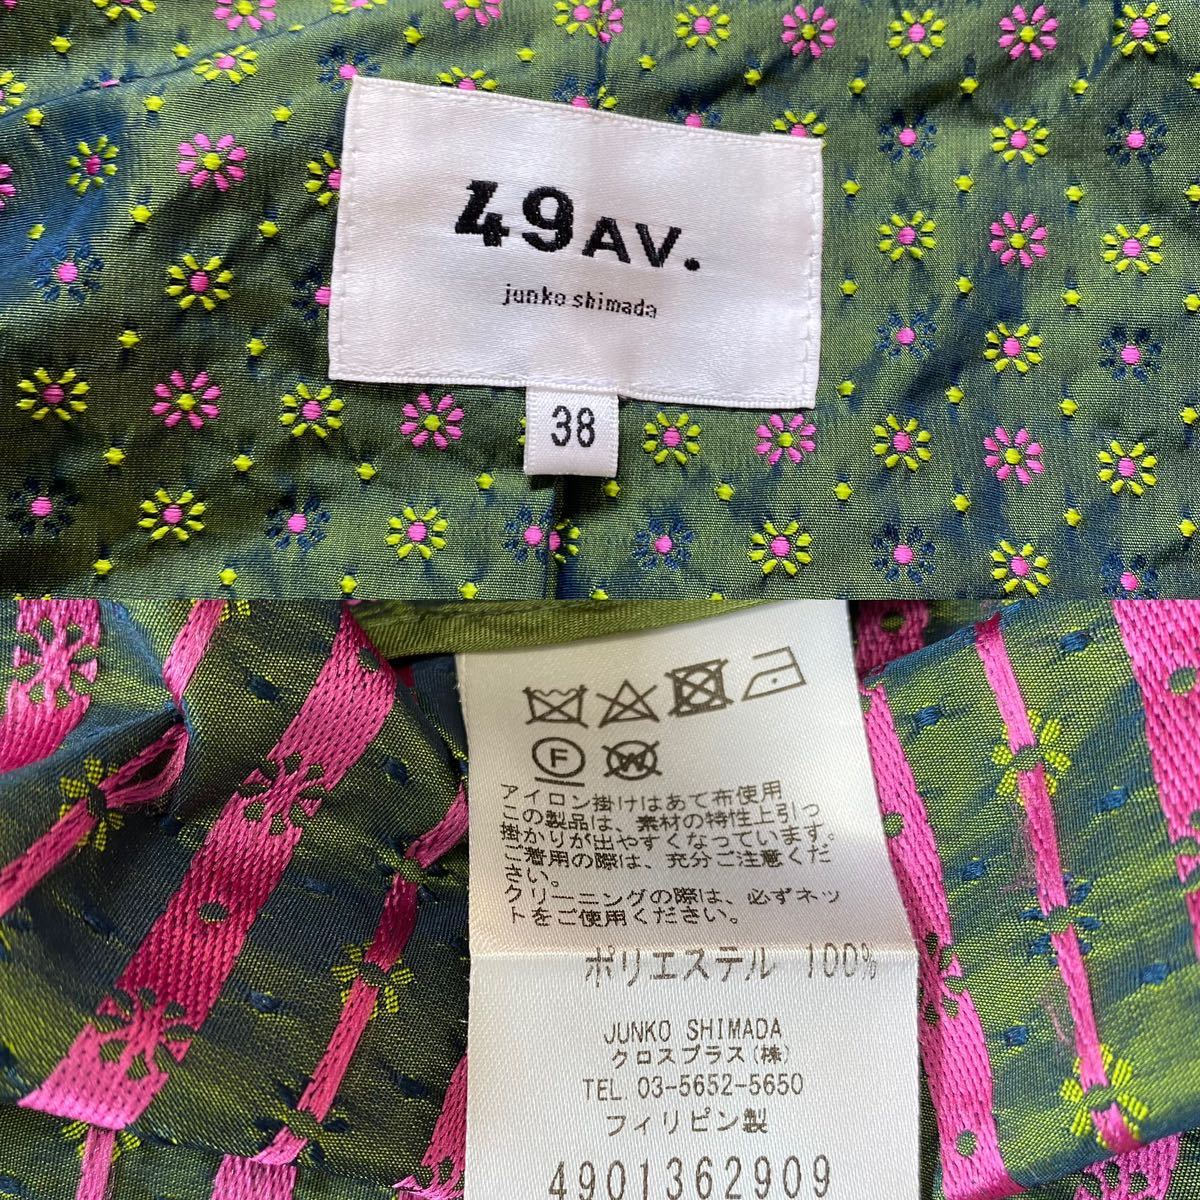 49AV.
junko shimada
38
F
W
アイロン掛けはあて布使用
この製品は、素材の特性上引っ
掛かりが出やすくなっています。
ご着用の際は、充分ご注意くだ
さい。
クリーニングの際は、必ずネッ
トをご使用ください。
ポリエステル 100%
JUNKO SHIMADA
クロスプラス(株)
TEL 03-5652-5650
フィリピン製
4901362909